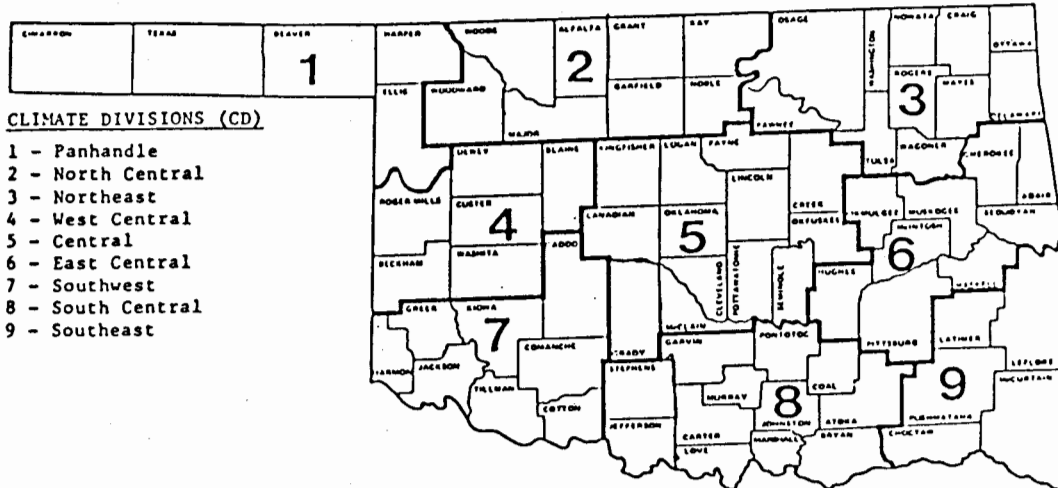 CIMARRON TEXAS BEAVER HARPER WOODS ALFALFA GRANT KAY OSAGE NOWATA CRAIG
OTTAWA
WASHINGTON
1
2
3
ROGERS MAYES
ELLIS WOODWARD GARFIELD NOBLE
MAJOR PAWNEE DELAWARE
CLIMATE DIVISIONS (CD)
1 - Panhandle
2 - North Central
3 - Northeast
4 - West Central
5 - Central
6 - East Central
7 - Southwest
8 - South Central
9 - Southeast
DEWEY BLAINE KINGFISHER LOGAN PAYNE TULSA WAGONER CHEROKEE
LINCOLN
ROGER MILLS CUSTER CANADIAN OKLAHOMA CREEK MUSKOGEE ADAIR
OKFUSKEE SEQUOYAH
4
5
6
MCINTOSH
BECKHAM WASHITA CADDO HUGHES
CLEVELAND POTTAWATOMIE SEMINOLE
GREER KIOWA MCCLAIN PITTSBURG LATIMER
7
GRADY GARVIN PONTOTOC LEFLORE
HARMON JACKSON COMANCHE STEPHENS COAL MCCURTAIN
TILLMAN MURRAY
8
9
COTTON JOHNSTON ATOKA PUSHMATAHA
JEFFERSON CARTER MARSHALL BRYAN CHOCTAW
LOVE